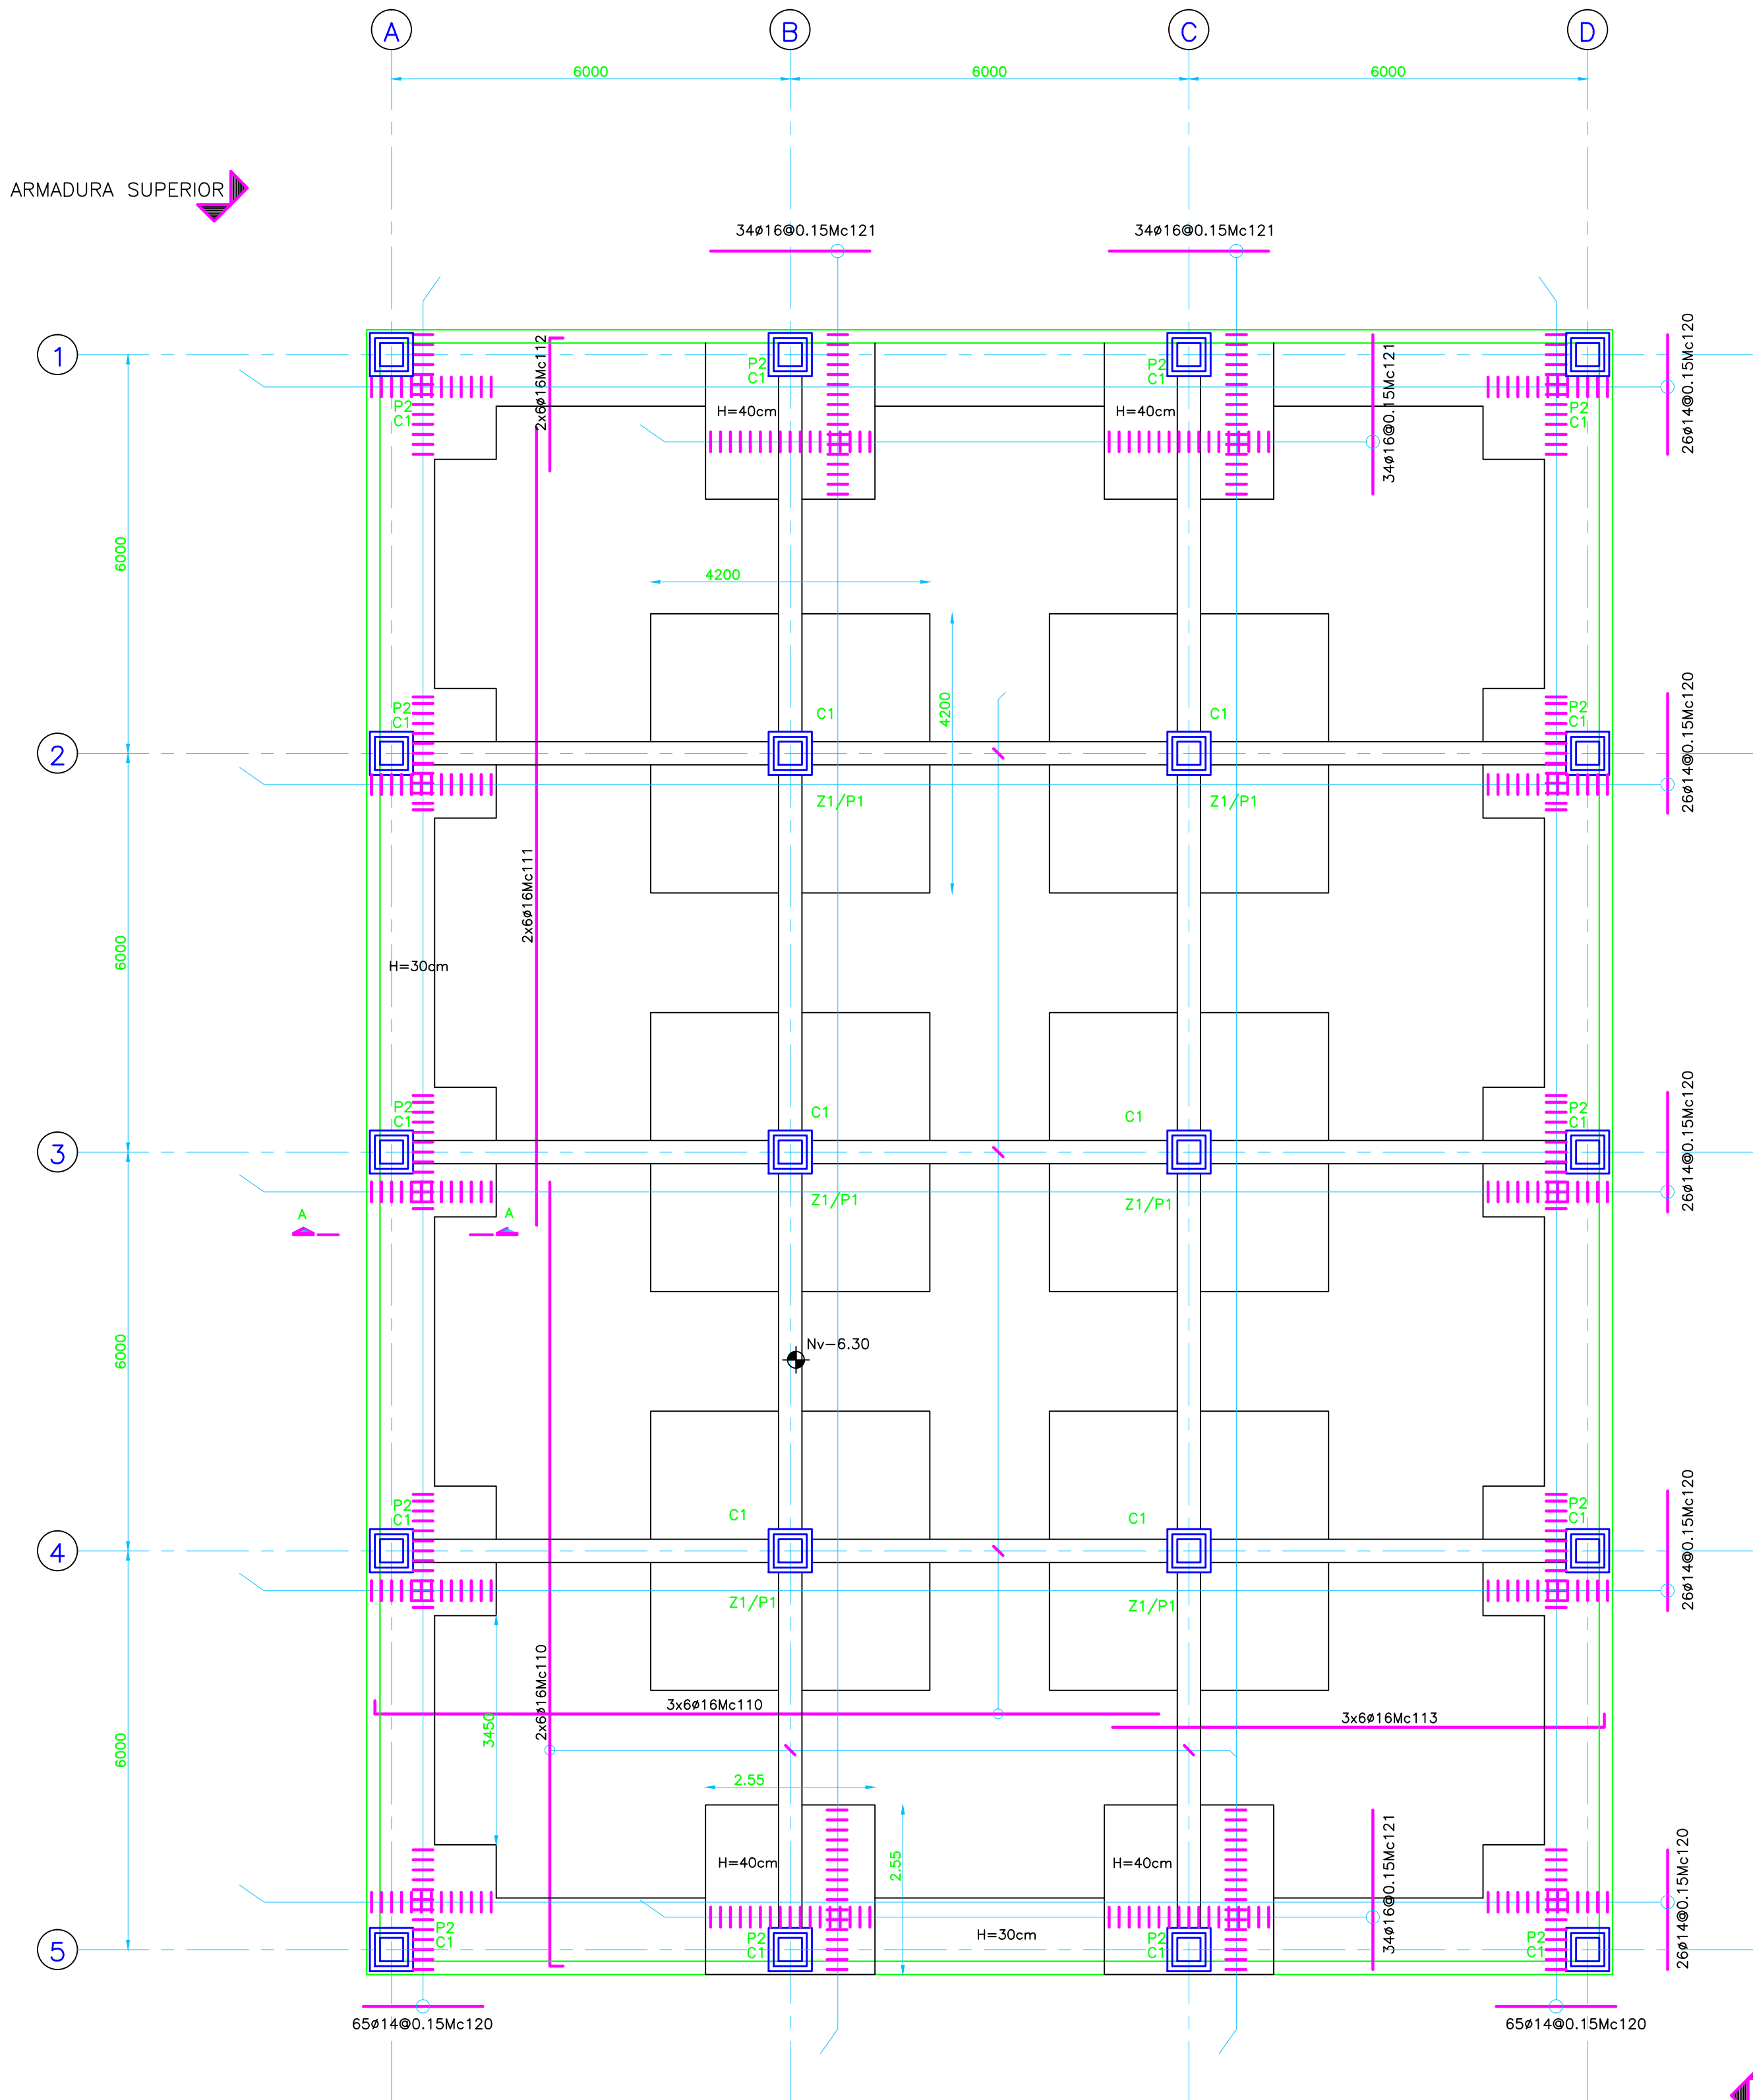 A
B
C
D
6000
6000
6000
ARMADURA SUPERIOR
34ø16@0.15Mc121
34ø16@0.15Mc121
1
2x6ø16Mc112
P2
C1
P2
C1
34ø16@0.15Mc121
26ø14@0.15Mc120
P2
C1
H=40cm
H=40cm
P2
C1
6000
4200
4200
P2
C1
C1
C1
P2
C1
26ø14@0.15Mc120
2
Z1/P1
Z1/P1
2x6ø16Mc111
6000
H=30cm
P2
C1
C1
C1
P2
C1
26ø14@0.15Mc120
3
Z1/P1
Z1/P1
A
A
6000
Nv-6.30
P2
C1
C1
C1
P2
C1
26ø14@0.15Mc120
4
Z1/P1
Z1/P1
2x6ø16Mc110
3x6ø16Mc110
3x6ø16Mc113
3450
6000
2.55
2.55
H=40cm
H=40cm
34ø16@0.15Mc121
26ø14@0.15Mc120
P2
C1
P2
C1
H=30cm
P2
C1
P2
C1
5
65ø14@0.15Mc120
65ø14@0.15Mc120